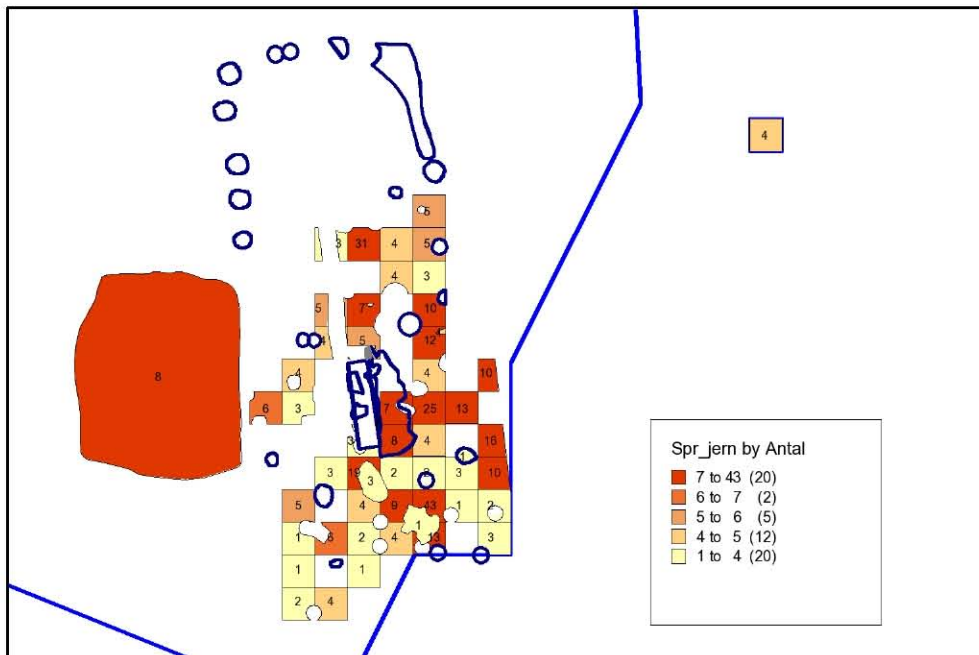 4
5
3 31 4 5
4 3
5 7 10
4 5 12
8
4 4 10
6 3 7 25 13
3 8 4 1 16
3 19 3 2 3 10
5 4 9 43 1 2
1 6 2 4 1 13 3
1 1
2 4
Spr_jern by Antal
7 to 43 (20)
6 to 7 (2)
5 to 6 (5)
4 to 5 (12)
1 to 4 (20)